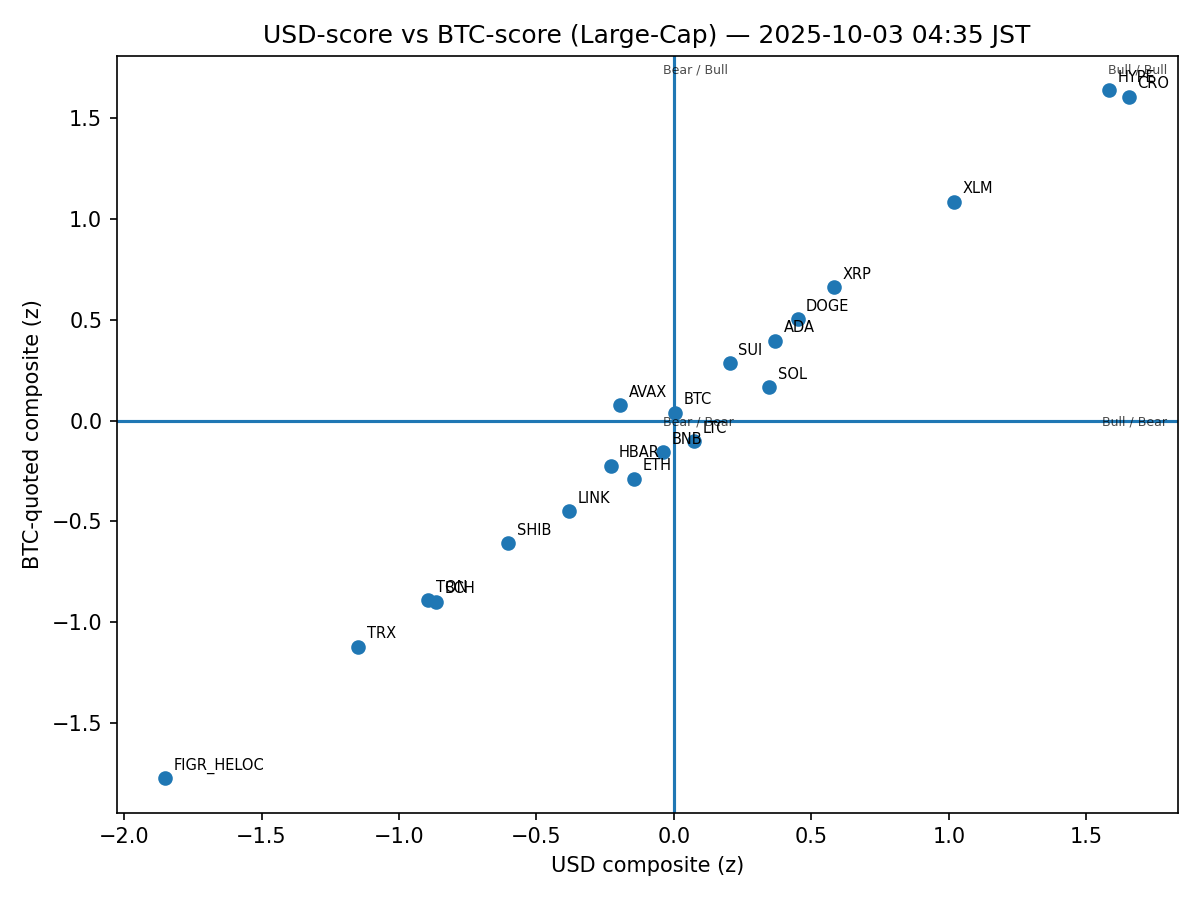 USD-score vs BTC-score (Large-Cap) — 2025-10-03 04:35 JST
Bear / Bull
Bull / Bull
HYPE
CRO
1.5
XLM
1.0
XRP
DOGE
0.5
ADA
SUI
SOL
AVAX
BTC
0.0
Bear / Bear
Bull / Bear
LTC
BNB
HBAR
ETH
LINK
−0.5
SHIB
TON
BCH
−1.0
TRX
−1.5
FIGR_HELOC
BTC-quoted composite (z)
−2.0 −1.5 −1.0 −0.5 0.0 0.5 1.0 1.5
USD composite (z)